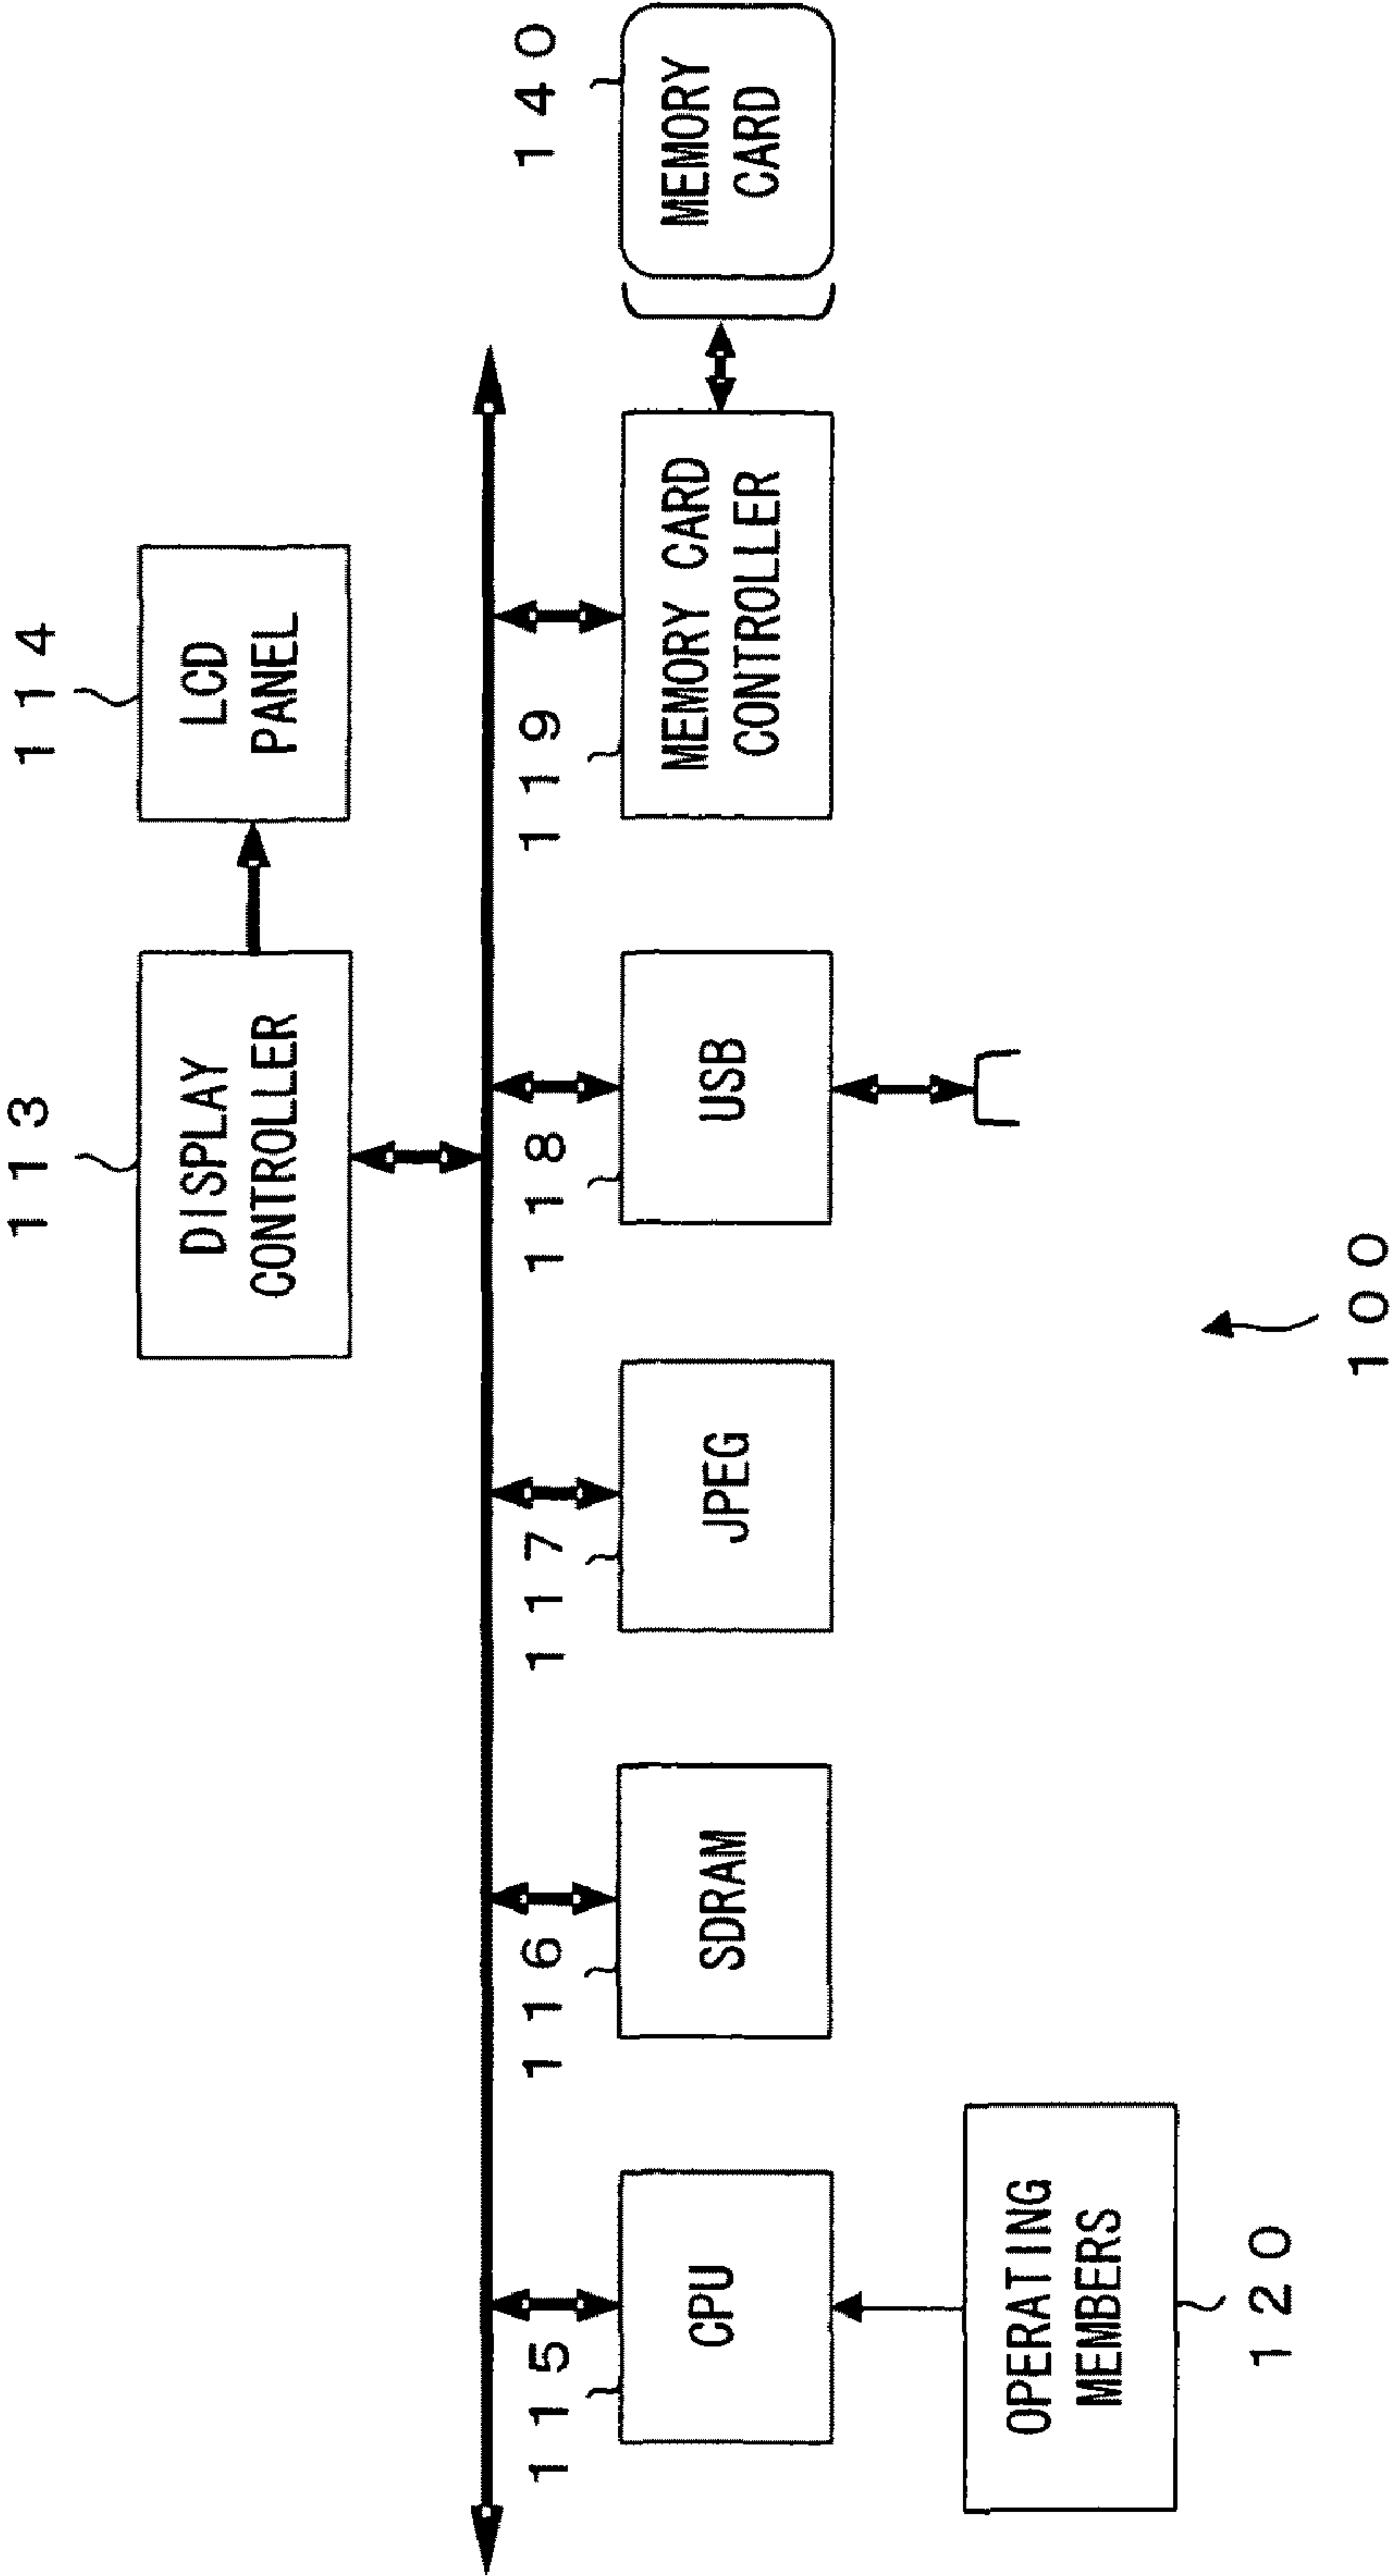 113
114
DISPLAY
CONTROLLER
LCD
PANEL
115
116
117
118
119
140
CPU
SDRAM
JPEG
USB
MEMORY CARD
CONTROLLER
MEMORY
CARD
OPERATING
MEMBERS
120
100